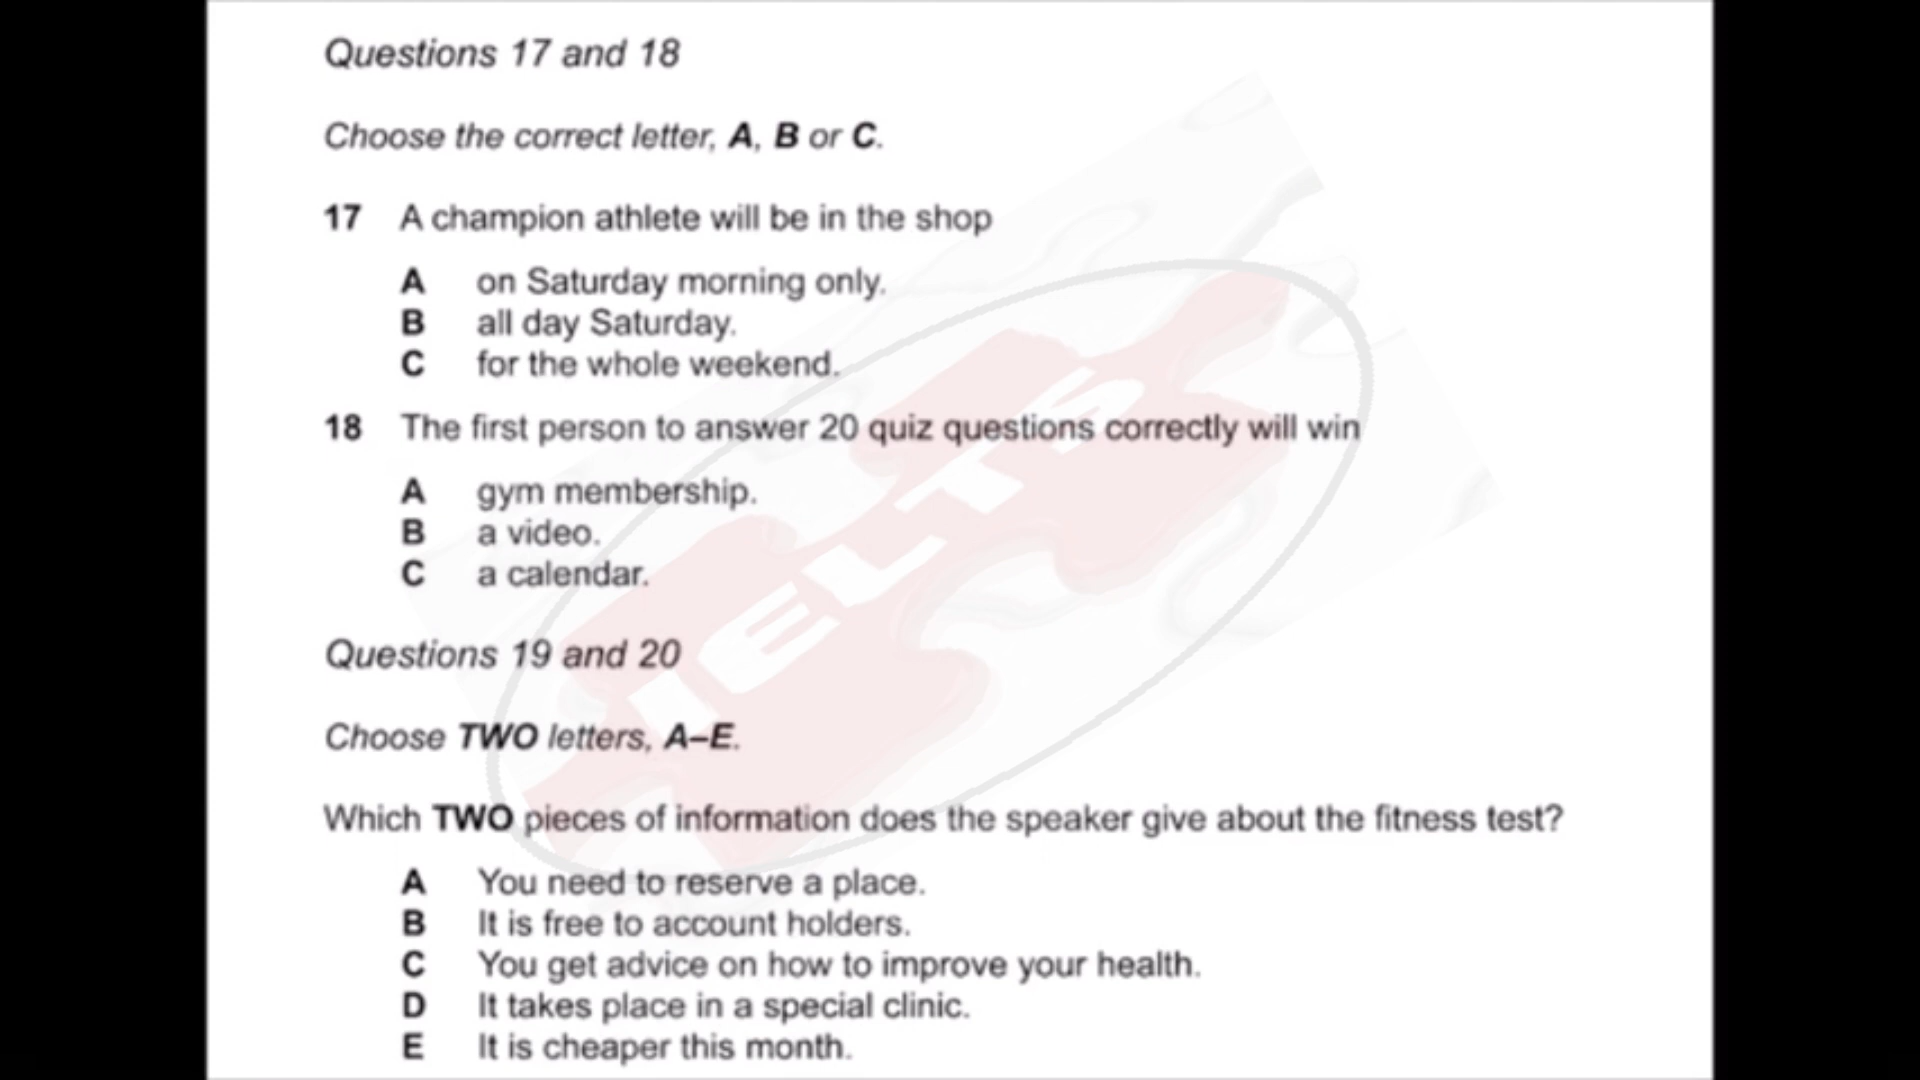 Questions 17 and 18
Choose the correct letter, A, B or C.
17 A champion athlete will be in the shop
A on Saturday morning only.
B all day Saturday.
C for the whole weekend.
18 The first person to answer 20 quiz questions correctly will win
A gym membership.
B a video.
C a calendar.
Questions 19 and 20
Choose TWO letters, A–E.
Which TWO pieces of information does the speaker give about the fitness test?
A You need to reserve a place.
B It is free to account holders.
C You get advice on how to improve your health.
D It takes place in a special clinic.
E It is cheaper this month.
IELTS